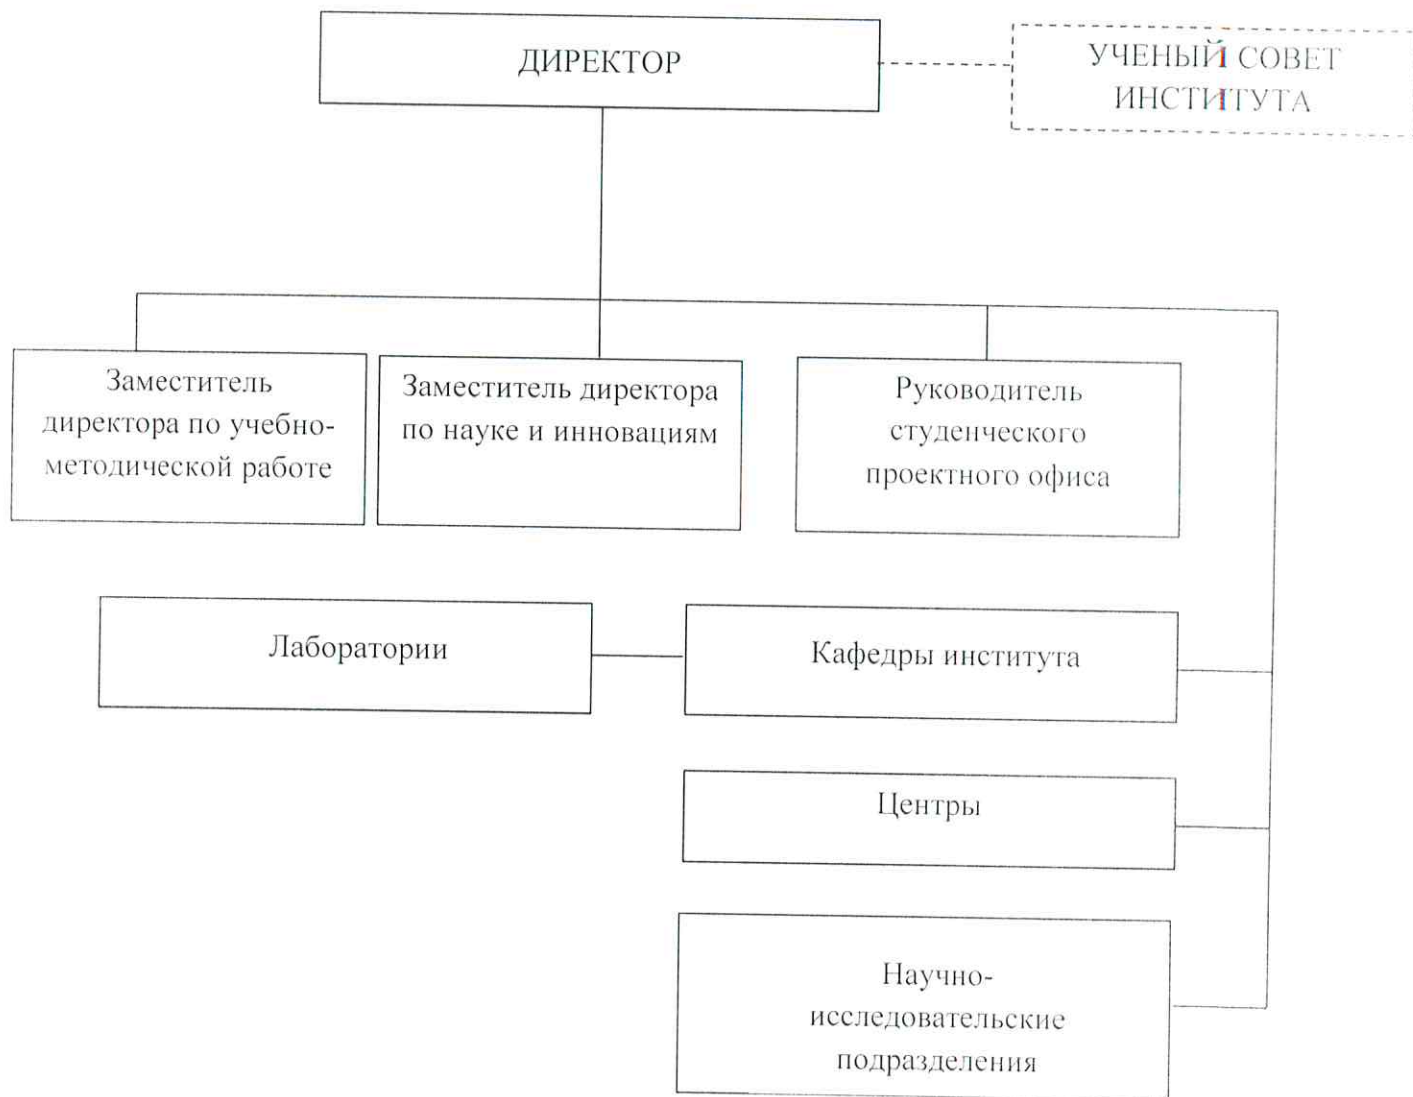 ДИРЕКТОР
УЧЕНЫЙ СОВЕТ
ИНСТИТУТА
Заместитель
директора по учебно-
методической работе
Заместитель директора
по науке и инновациям
Руководитель
студенческого
проектного офиса
Лаборатории
Кафедры института
Центры
Научно-
исследовательские
подразделения